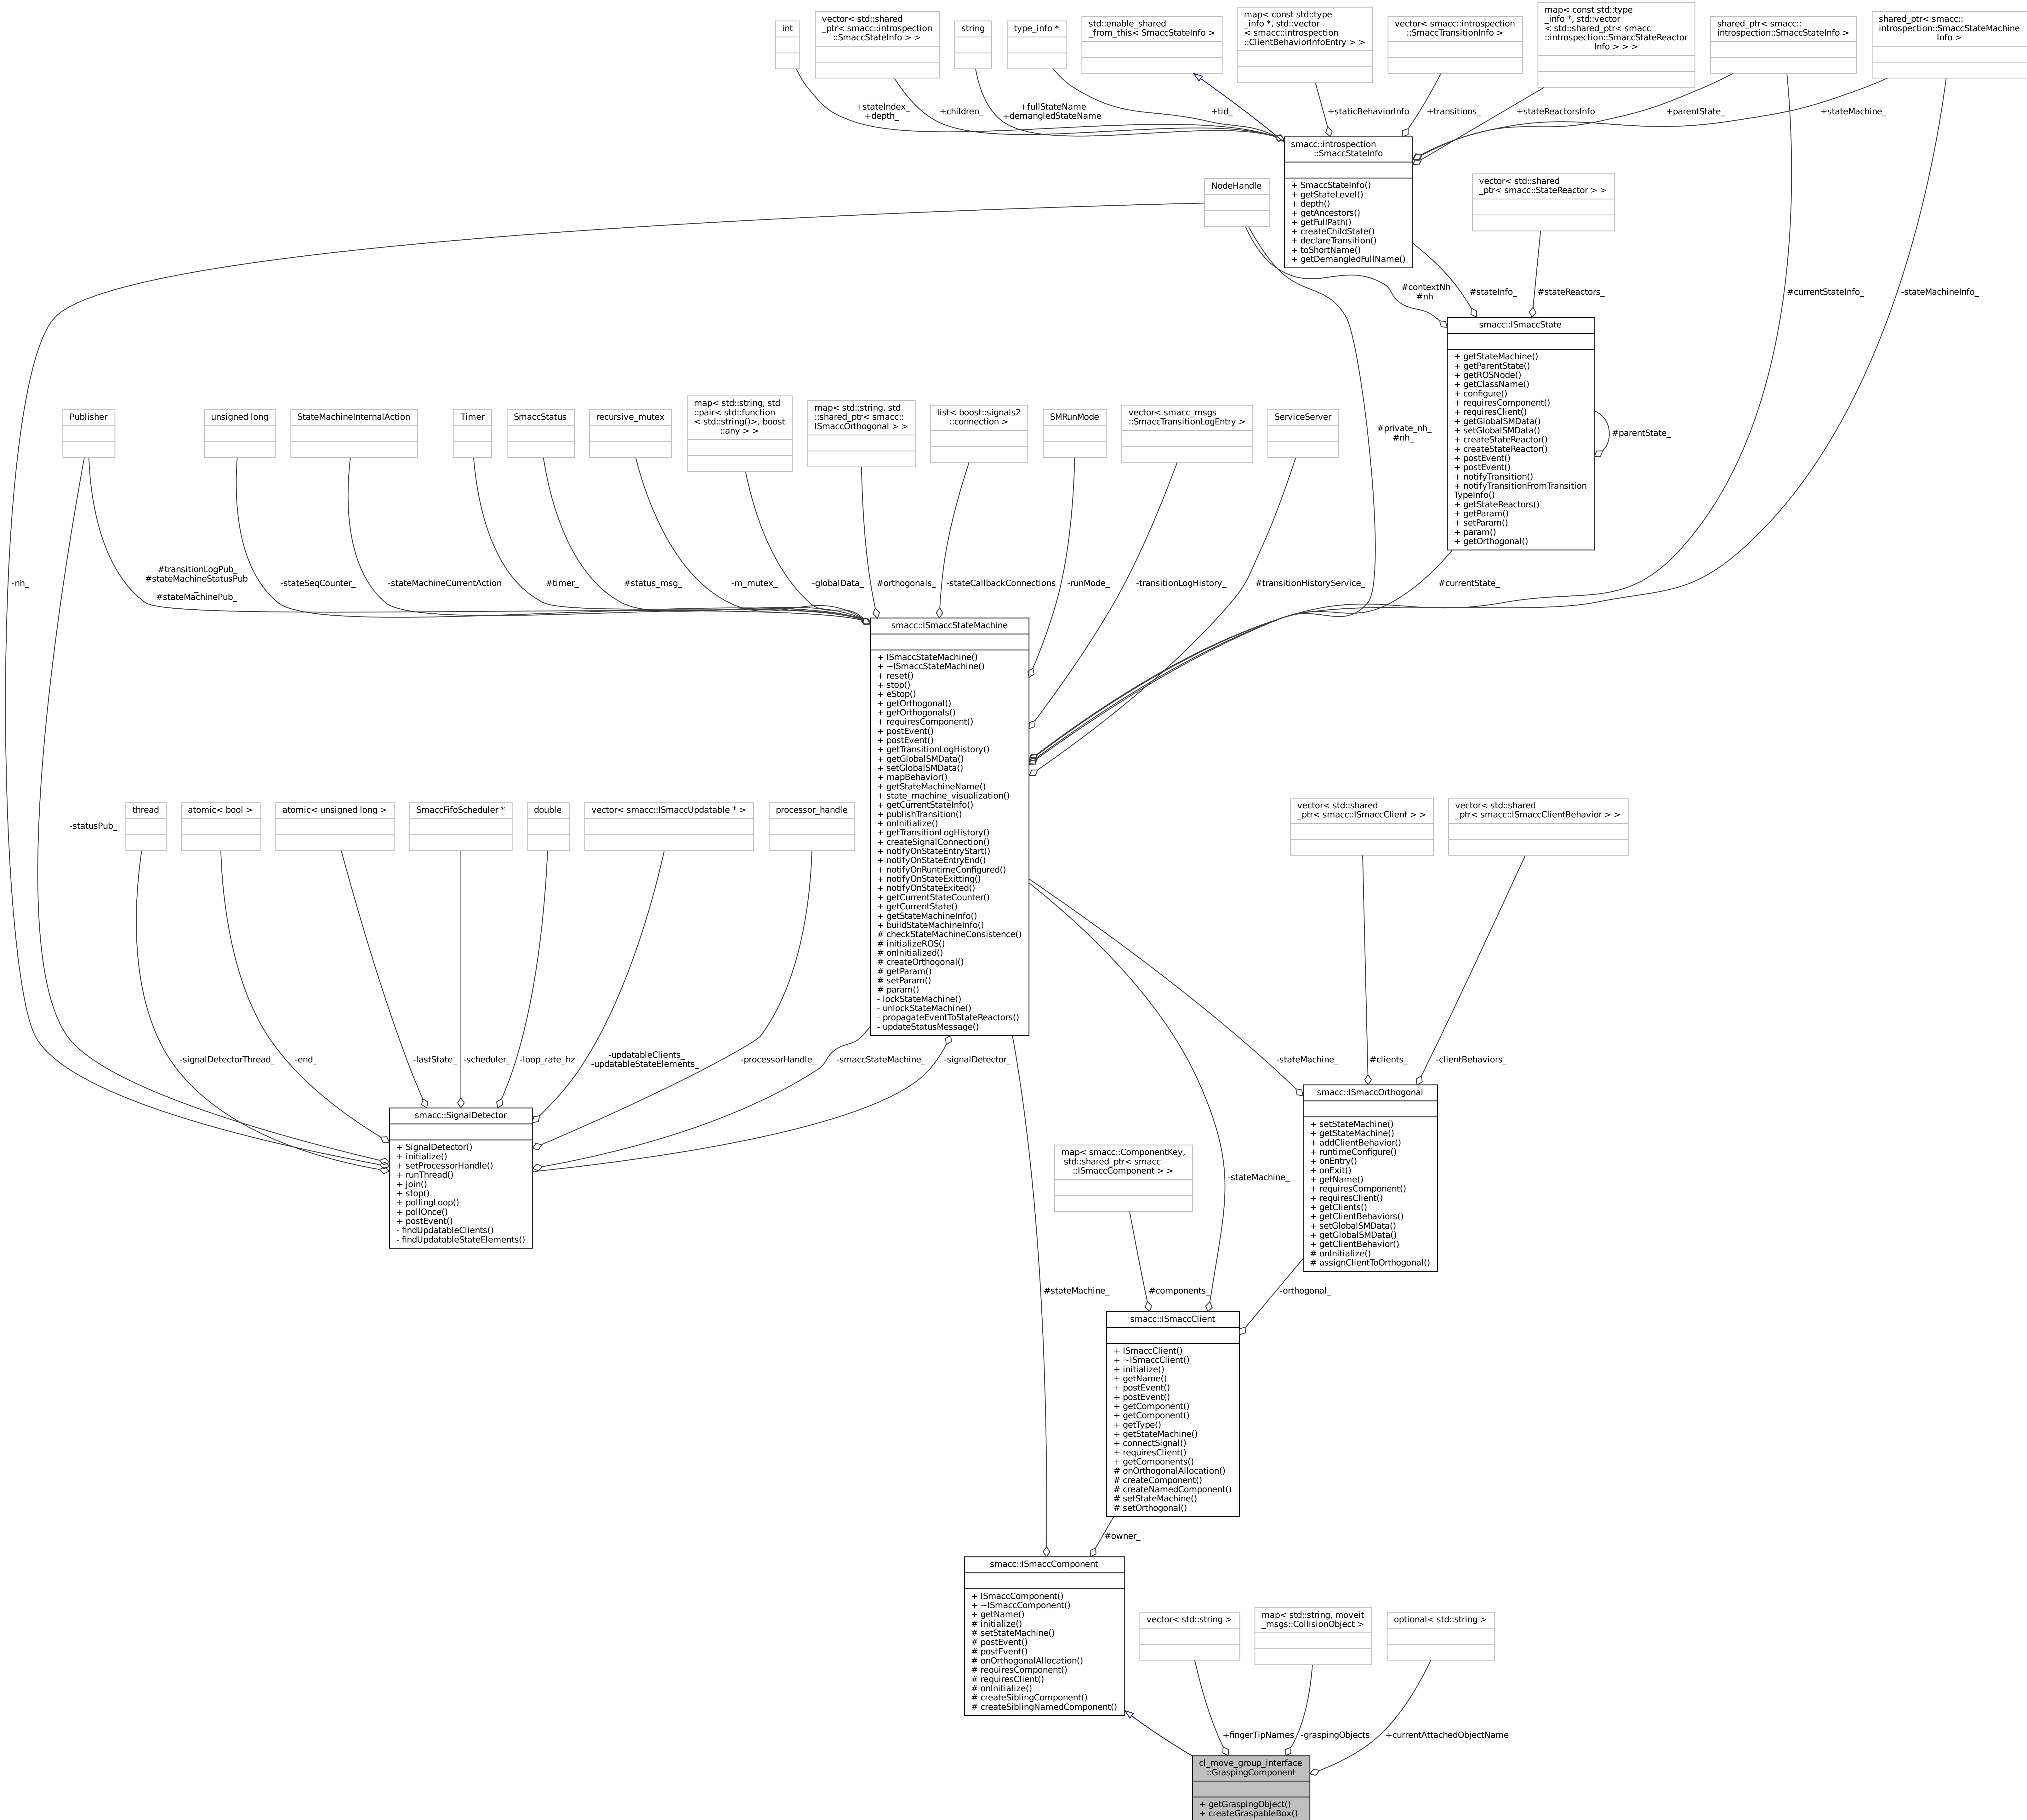 int
vector< std::shared
_ptr< smacc::introspection
::SmaccStateInfo > >
string
type_info *
std::enable_shared
_from_this< SmaccStateInfo >
map< const std::type
_info *, std::vector
< smacc::introspection
::ClientBehaviorInfoEntry > >
vector< smacc::introspection
::SmaccTransitionInfo >
map< const std::type
_info *, std::vector
< std::shared_ptr< smacc
::introspection::SmaccStateReactor
Info > > >
shared_ptr< smacc::
introspection::SmaccStateInfo >
shared_ptr< smacc::
introspection::SmaccStateMachine
Info >
+stateIndex_
+depth_
+children_
+fullStateName
+demangledStateName
+tid_
+staticBehaviorInfo
+transitions_
+stateReactorsInfo
+parentState_
+stateMachine_
smacc::introspection
::SmaccStateInfo
+ SmaccStateInfo()
+ getStateLevel()
+ depth()
+ getAncestors()
+ getFullPath()
+ createChildState()
+ declareTransition()
+ toShortName()
+ getDemangledFullName()
NodeHandle
vector< std::shared
_ptr< smacc::StateReactor > >
#contextNh
#nh
#stateInfo_
#stateReactors_
#currentStateInfo_
-stateMachineInfo_
smacc::ISmaccState
+ getStateMachine()
+ getParentState()
+ getROSNode()
+ getClassName()
+ configure()
+ requiresComponent()
+ requiresClient()
+ getGlobalSMData()
+ setGlobalSMData()
+ createStateReactor()
+ createStateReactor()
+ postEvent()
+ postEvent()
+ notifyTransition()
+ notifyTransitionFromTransition
TypeInfo()
+ getStateReactors()
+ getParam()
+ setParam()
+ param()
+ getOrthogonal()
#parentState_
Publisher
unsigned long
StateMachineInternalAction
Timer
SmaccStatus
recursive_mutex
map< std::string, std
::pair< std::function
< std::string()>, boost
::any > >
map< std::string, std
::shared_ptr< smacc::
ISmaccOrthogonal > >
list< boost::signals2
::connection >
SMRunMode
vector< smacc_msgs
::SmaccTransitionLogEntry >
ServiceServer
#private_nh_
#nh_
-nh_
#transitionLogPub_
#stateMachineStatusPub
_
#stateMachinePub_
-stateSeqCounter_
-stateMachineCurrentAction
#timer_
#status_msg_
-m_mutex_
-globalData_
#orthogonals_
-stateCallbackConnections
-runMode_
-transitionLogHistory_
#transitionHistoryService_
#currentState_
smacc::ISmaccStateMachine
+ ISmaccStateMachine()
+ ~ISmaccStateMachine()
+ reset()
+ stop()
+ eStop()
+ getOrthogonal()
+ getOrthogonals()
+ requiresComponent()
+ postEvent()
+ postEvent()
+ getTransitionLogHistory()
+ getGlobalSMData()
+ setGlobalSMData()
+ mapBehavior()
+ getStateMachineName()
+ state_machine_visualization()
+ getCurrentStateInfo()
+ publishTransition()
+ onInitialize()
+ getTransitionLogHistory()
+ createSignalConnection()
+ notifyOnStateEntryStart()
+ notifyOnStateEntryEnd()
+ notifyOnRuntimeConfigured()
+ notifyOnStateExitting()
+ notifyOnStateExited()
+ getCurrentStateCounter()
+ getCurrentState()
+ getStateMachineInfo()
+ buildStateMachineInfo()
# checkStateMachineConsistence()
# initializeROS()
# onInitialized()
# createOrthogonal()
# getParam()
# setParam()
# param()
- lockStateMachine()
- unlockStateMachine()
- propagateEventToStateReactors()
- updateStatusMessage()
-statusPub_
thread
atomic< bool >
atomic< unsigned long >
SmaccFifoScheduler *
double
vector< smacc::ISmaccUpdatable * >
processor_handle
vector< std::shared
_ptr< smacc::ISmaccClient > >
vector< std::shared
_ptr< smacc::ISmaccClientBehavior > >
-signalDetectorThread_
-end_
-lastState_
-scheduler_
-loop_rate_hz
-updatableClients_
-updatableStateElements_
-processorHandle_
-smaccStateMachine_
-signalDetector_
-stateMachine_
#clients_
-clientBehaviors_
smacc::SignalDetector
+ SignalDetector()
+ initialize()
+ setProcessorHandle()
+ runThread()
+ join()
+ stop()
+ pollingLoop()
+ pollOnce()
+ postEvent()
- findUpdatableClients()
- findUpdatableStateElements()
smacc::ISmaccOrthogonal
+ setStateMachine()
+ getStateMachine()
+ addClientBehavior()
+ runtimeConfigure()
+ onEntry()
+ onExit()
+ getName()
+ requiresComponent()
+ requiresClient()
+ getClients()
+ getClientBehaviors()
+ setGlobalSMData()
+ getGlobalSMData()
+ getClientBehavior()
# onInitialize()
# assignClientToOrthogonal()
map< smacc::ComponentKey,
std::shared_ptr< smacc
::ISmaccComponent > >
-stateMachine_
#stateMachine_
#components_
-orthogonal_
smacc::ISmaccClient
+ ISmaccClient()
+ ~ISmaccClient()
+ initialize()
+ getName()
+ postEvent()
+ postEvent()
+ getComponent()
+ getComponent()
+ getType()
+ getStateMachine()
+ connectSignal()
+ requiresClient()
+ getComponents()
# onOrthogonalAllocation()
# createComponent()
# createNamedComponent()
# setStateMachine()
# setOrthogonal()
#owner_
smacc::ISmaccComponent
+ ISmaccComponent()
+ ~ISmaccComponent()
+ getName()
# initialize()
# setStateMachine()
# postEvent()
# postEvent()
# onOrthogonalAllocation()
# requiresComponent()
# requiresClient()
# onInitialize()
# createSiblingComponent()
# createSiblingNamedComponent()
vector< std::string >
map< std::string, moveit
_msgs::CollisionObject >
optional< std::string >
+fingerTipNames
-graspingObjects
+currentAttachedObjectName
cl_move_group_interface
::GraspingComponent
+ getGraspingObject()
+ createGraspableBox()